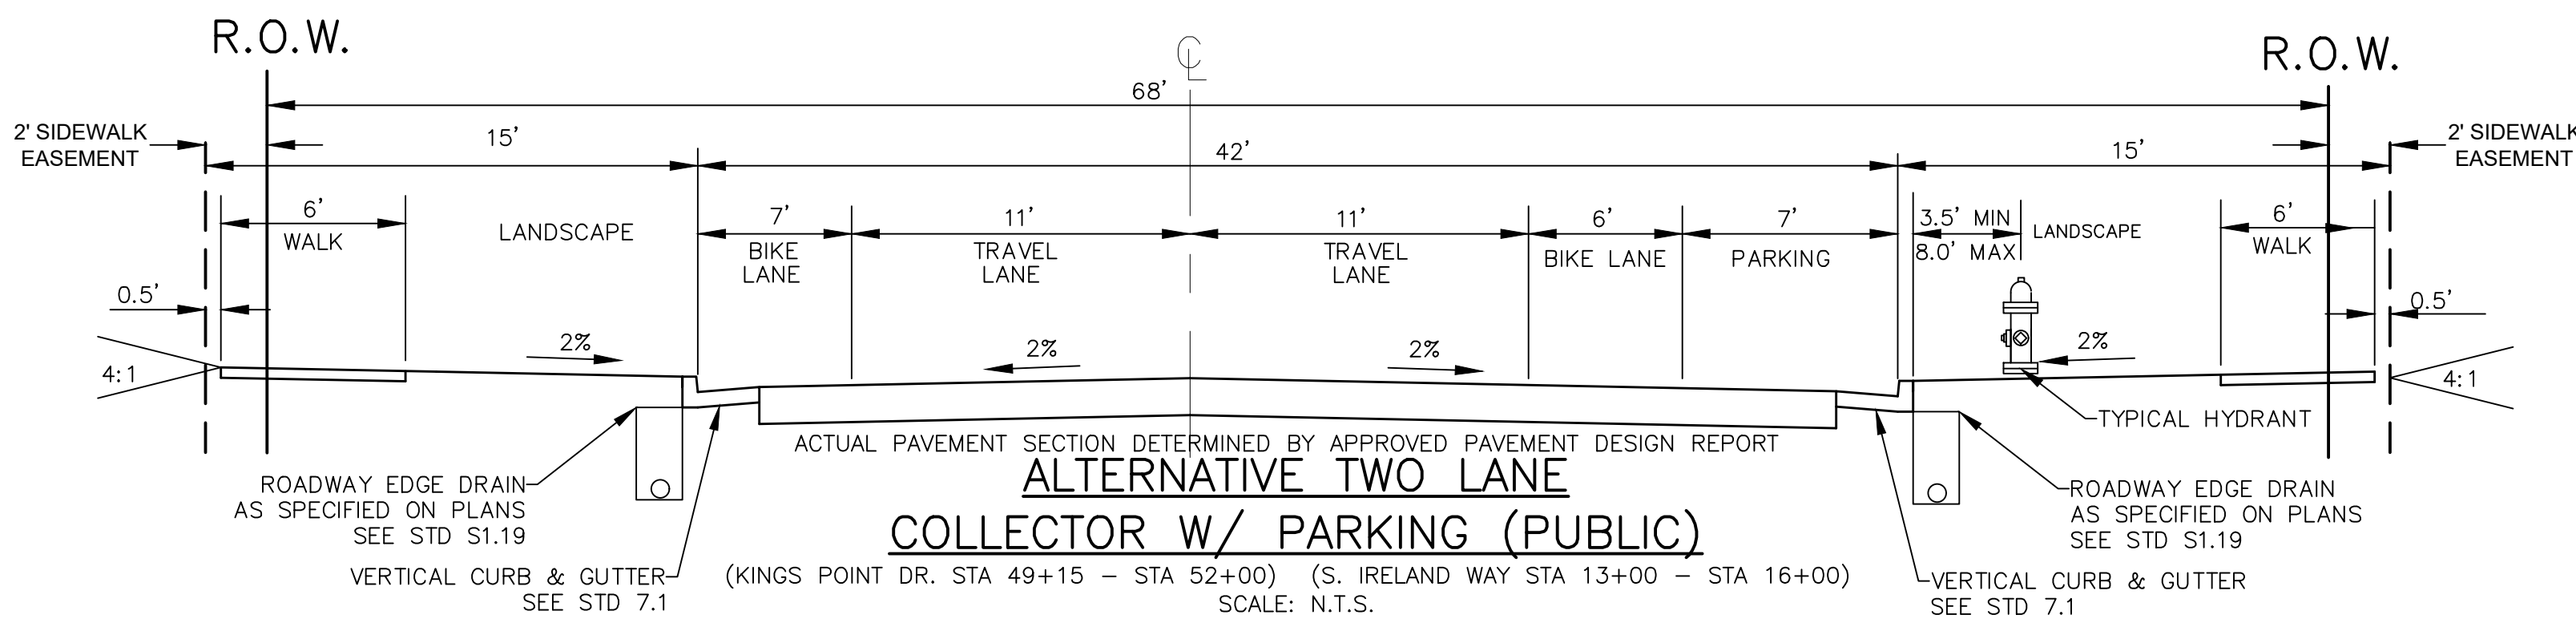 R.O.W.
R.O.W.
CL
68'
2' SIDEWALK
EASEMENT
15'
42'
15'
2' SIDEWALK
EASEMENT
6'
WALK
LANDSCAPE
7'
BIKE
LANE
11'
TRAVEL
LANE
11'
TRAVEL
LANE
6'
BIKE LANE
7'
PARKING
3.5' MIN
8.0' MAX
LANDSCAPE
6'
WALK
0.5'
0.5'
2%
2%
2%
2%
4:1
4:1
TYPICAL HYDRANT
ACTUAL PAVEMENT SECTION DETERMINED BY APPROVED PAVEMENT DESIGN REPORT
ROADWAY EDGE DRAIN
AS SPECIFIED ON PLANS
SEE STD S1.19
VERTICAL CURB & GUTTER
SEE STD 7.1
ALTERNATIVE TWO LANE
COLLECTOR W/ PARKING (PUBLIC)
(KINGS POINT DR. STA 49+15 – STA 52+00) (S. IRELAND WAY STA 13+00 – STA 16+00)
SCALE: N.T.S.
ROADWAY EDGE DRAIN
AS SPECIFIED ON PLANS
SEE STD S1.19
VERTICAL CURB & GUTTER
SEE STD 7.1